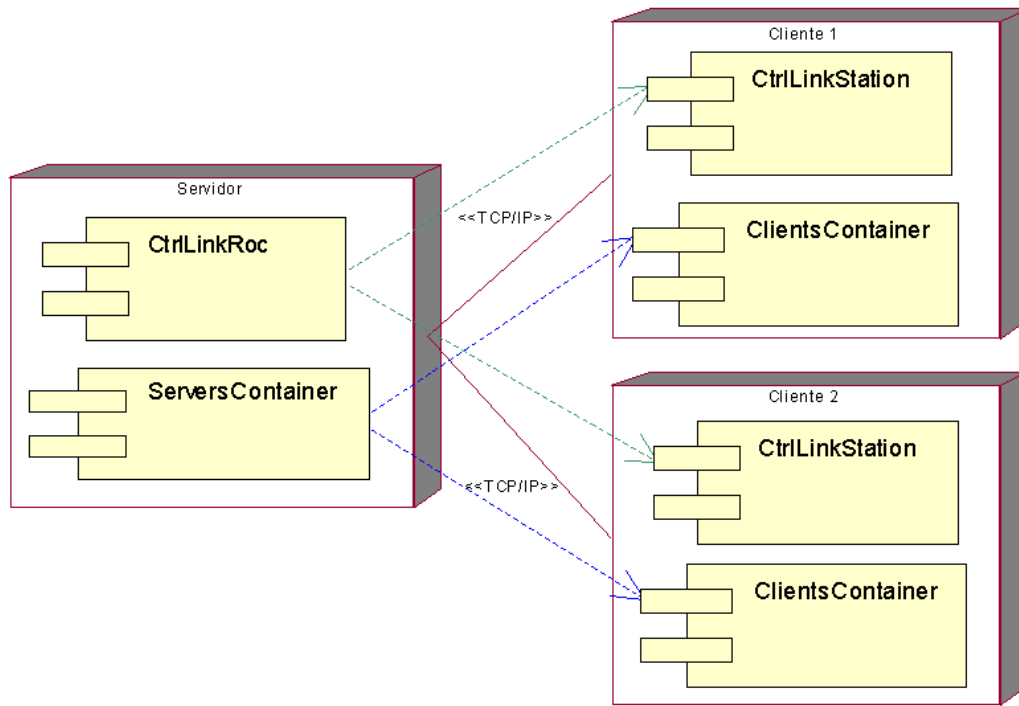 Servidor
CtrlLinkRoc
ServersContainer
<<TCP/IP>>
<<TCP/IP>>
Cliente 1
CtrlLinkStation
ClientsContainer
Cliente 2
CtrlLinkStation
ClientsContainer